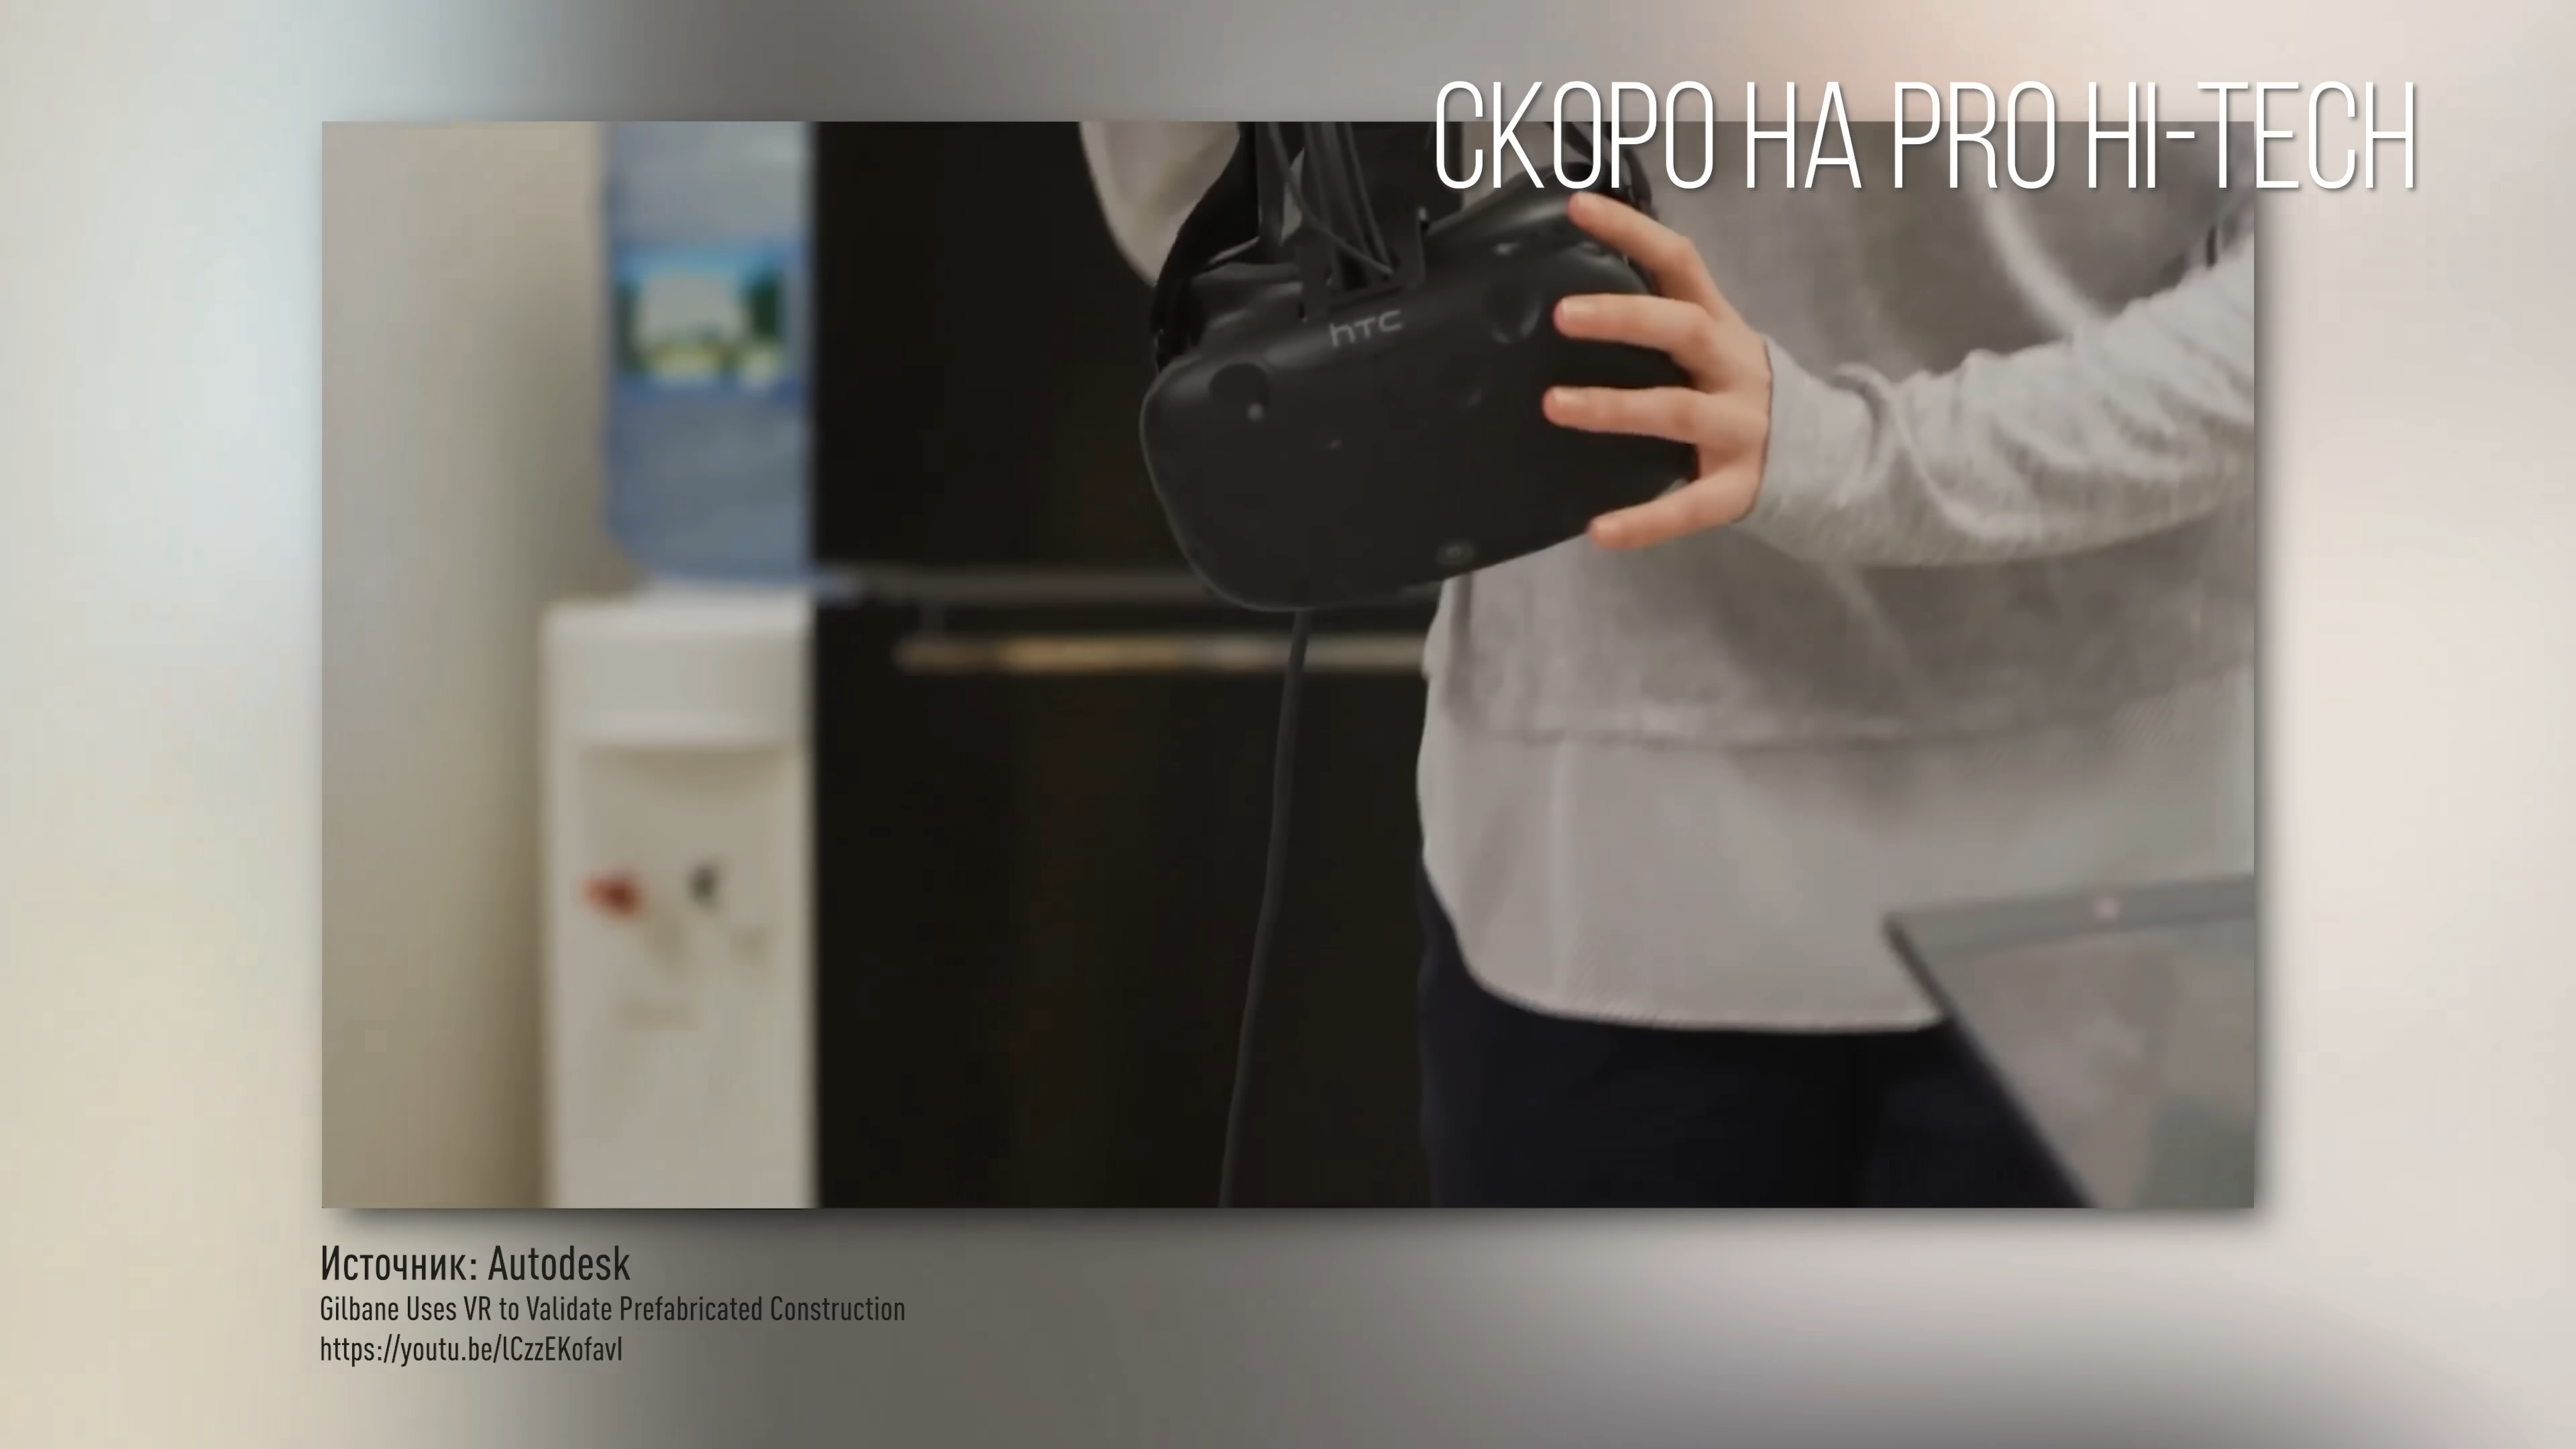 СКОРО НА PRO HI-TECH
hTC
Источник: Autodesk
Gilbane Uses VR to Validate Prefabricated Construction
https://youtu.be/lCzzEKofavI